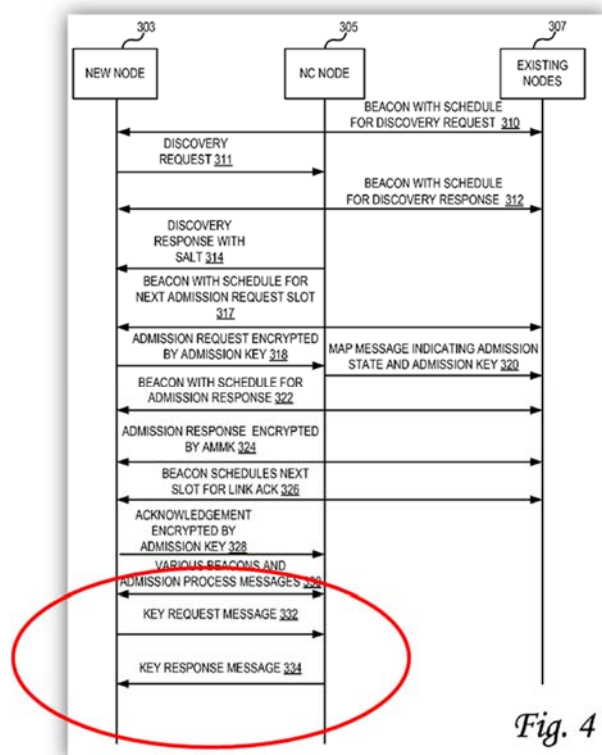 303
305
307
NEW NODE
NC NODE
EXISTING
NODES
BEACON WITH SCHEDULE
FOR DISCOVERY REQUEST 310
DISCOVERY
REQUEST 311
BEACON WITH SCHEDULE
FOR DISCOVERY RESPONSE 312
DISCOVERY
RESPONSE WITH
SALT 314
BEACON WITH SCHEDULE FOR
NEXT ADMISSION REQUEST SLOT
317
ADMISSION REQUEST ENCRYPTED
BY ADMISSION KEY 318
MAP MESSAGE INDICATING ADMISSION
STATE AND ADMISSION KEY 320
BEACON WITH SCHEDULE FOR
ADMISSION RESPONSE 322
ADMISSION RESPONSE ENCRYPTED
BY AMMK 324
BEACON SCHEDULES NEXT
SLOT FOR LINK ACK 326
ACKNOWLEDGEMENT
ENCRYPTED BY
ADMISSION KEY 328
VARIOUS BEACONS AND
ADMISSION PROCESS MESSAGES
KEY REQUEST MESSAGE 332
KEY RESPONSE MESSAGE 334
Fig. 4